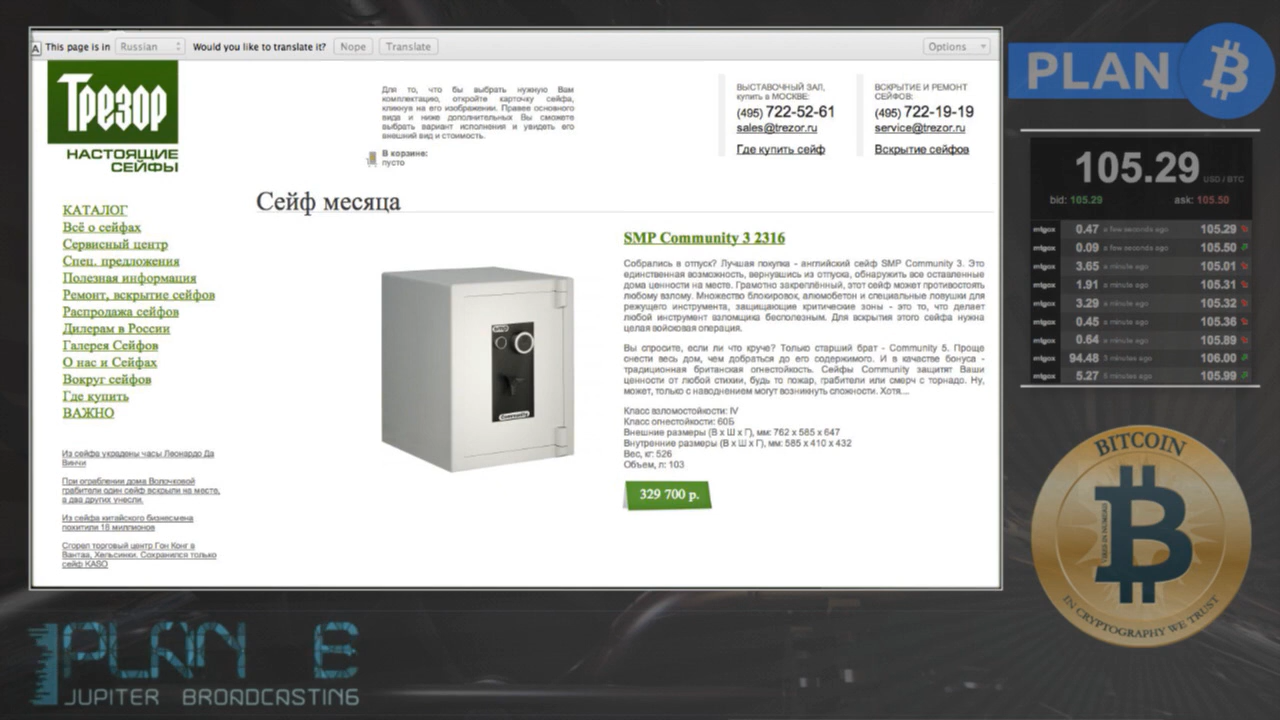 This page is in Russian Would you like to translate it? Nope Translate Options
Трезор
НАСТОЯЩИЕ
СЕЙФЫ
Для то, что бы выбрать нужную Вам
комплектацию, откройте карточку сейфа,
кликнув на его изображении. Правее основного
вида и ниже дополнительных Вы сможете
выбрать вариант исполнения и увидеть его
внешний вид и стоимость.
В корзине:
пусто
ВЫСТАВОЧНЫЙ ЗАЛ,
купить в МОСКВЕ:
(495) 722-52-61
sales@trezor.ru
Где купить сейф
ВСКРЫТИЕ И РЕМОНТ
СЕЙФОВ:
(495) 722-19-19
service@trezor.ru
Вскрытие сейфов
КАТАЛОГ
Всё о сейфах
Сервисный центр
Спец. предложения
Полезная информация
Ремонт, вскрытие сейфов
Распродажа сейфов
Дилерам в России
Галерея Сейфов
О нас и Сейфах
Вокруг сейфов
Где купить
ВАЖНО
Из сейфа украдены часы Леонардо Да
Винчи
При ограблении дома Волочковой
грабители один сейф вскрыли на месте,
а два других унесли.
Из сейфа китайского бизнесмена
похитили 18 миллионов
Сгорел торговый центр Гон Конг в
Вантаа, Хельсинки. Сохранился только
сейф КАSO
Сейф месяца
SMP
Community
SMP Community 3 2316
Собрались в отпуск? Лучшая покупка - английский сейф SMP Community 3. Это
единственная возможность, вернувшись из отпуска, обнаружить все оставленные
дома ценности на месте. Грамотно закреплённый, этот сейф может противостоять
любому взлому. Множество блокировок, алюмобетон и специальные ловушки для
режущего инструмента, защищающие критические зоны - это то, что делает
любой инструмент взломщика бесполезным. Для вскрытия этого сейфа нужна
целая войсковая операция.
Вы спросите, если ли что круче? Только старший брат - Community 5. Проще
снести весь дом, чем добраться до его содержимого. И в качестве бонуса -
традиционная британская огнестойкость. Сейфы Community защитят Ваши
ценности от любой стихии, будь то пожар, грабители или смерч с торнадо. Ну,
может, только с наводнением могут возникнуть сложности. Хотя....
Класс взломостойкости: IV
Класс огнестойкости: 60Б
Внешние размеры (В х Ш х Г), мм: 762 x 565 x 647
Внутренние размеры (В х Ш х Г), мм: 585 x 410 x 432
Вес, кг: 526
Объем, л: 103
329 700 р.
PLAN B
105.29 USD / BTC
bid: 105.29 ask: 105.50
mtgox 0.47 a few seconds ago 105.29
mtgox 0.09 a few seconds ago 105.50
mtgox 3.65 a minute ago 105.01
mtgox 1.91 a minute ago 105.31
mtgox 3.29 a minute ago 105.32
mtgox 0.45 a minute ago 105.36
mtgox 0.64 a minute ago 105.89
mtgox 94.48 3 minutes ago 106.00
mtgox 5.27 5 minutes ago 105.99
BITCOIN
B
IN CRYPTOGRAPHY WE TRUST
PLAN B
JUPITER BROADCASTING